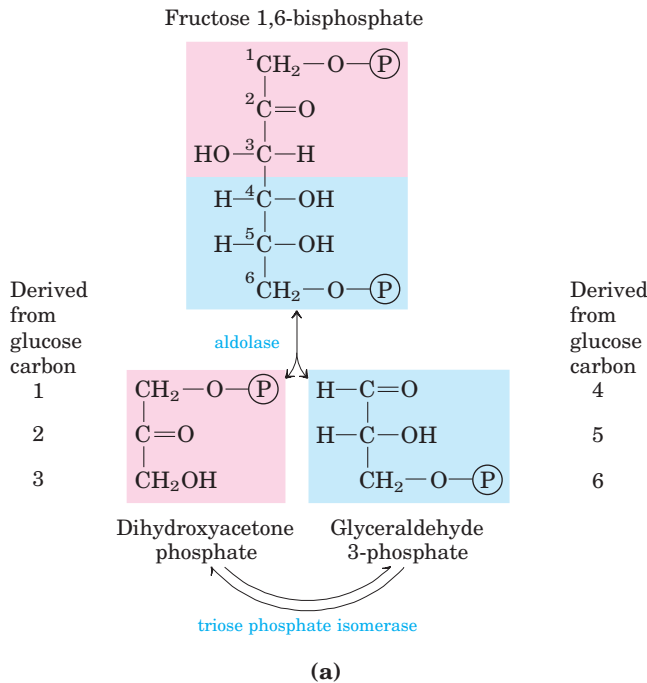 Fructose 1,6-bisphosphate
1CH2—O—P
2C=O
HO—3C—H
H—4C—OH
H—5C—OH
6CH2—O—P
aldolase
Derived
from
glucose
carbon
1
2
3
CH2—O—P
C=O
CH2OH
Dihydroxyacetone
phosphate
H—C=O
H—C—OH
CH2—O—P
Glyceraldehyde
3-phosphate
Derived
from
glucose
carbon
4
5
6
triose phosphate isomerase
(a)